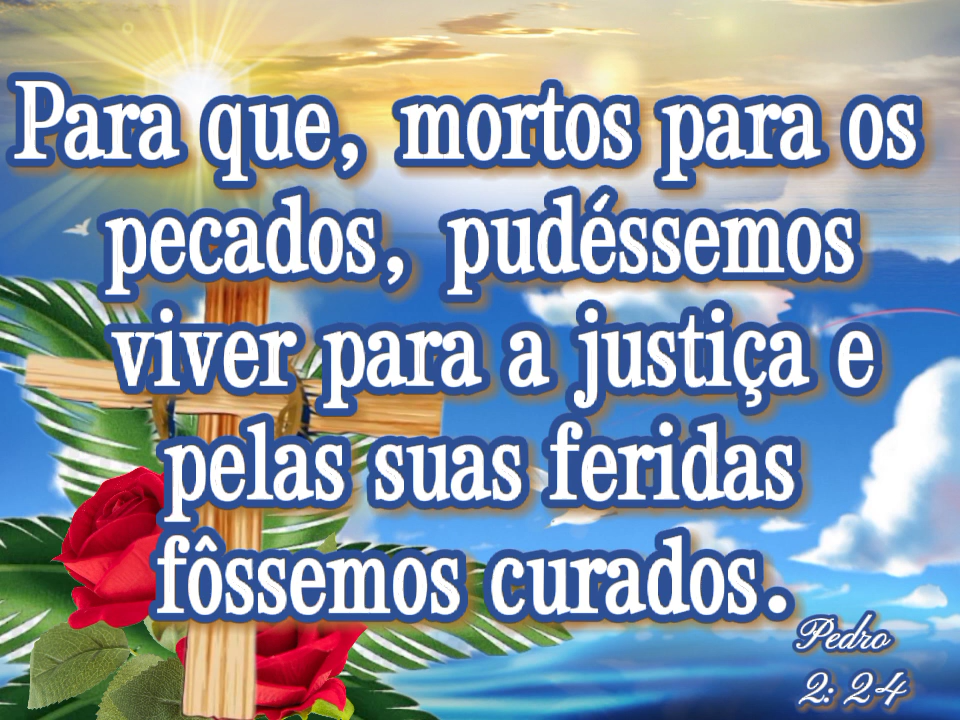 Para que, mortos para os
pecados, pudéssemos
viver para a justiça e
pelas suas feridas
fôssemos curados.
Pedro
2: 24